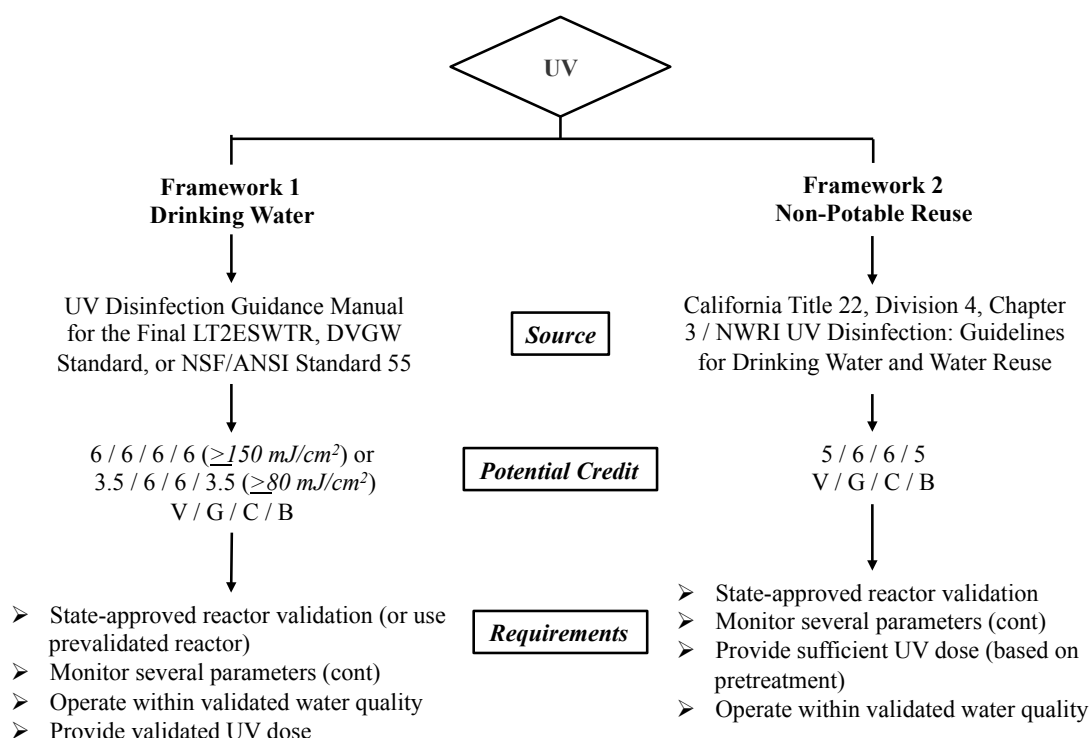 UV
Framework 1
Drinking Water
UV Disinfection Guidance Manual
for the Final LT2ESWTR, DVGW
Standard, or NSF/ANSI Standard 55
6 / 6 / 6 / 6 (>150 mJ/cm²) or
3.5 / 6 / 6 / 3.5 (>80 mJ/cm²)
V / G / C / B
➢ State-approved reactor validation (or use
prevalidated reactor)
➢ Monitor several parameters (cont)
➢ Operate within validated water quality
➢ Provide validated UV dose
Source
Potential Credit
Requirements
Framework 2
Non-Potable Reuse
California Title 22, Division 4, Chapter
3 / NWRI UV Disinfection: Guidelines
for Drinking Water and Water Reuse
5 / 6 / 6 / 5
V / G / C / B
➢ State-approved reactor validation
➢ Monitor several parameters (cont)
➢ Provide sufficient UV dose (based on
pretreatment)
➢ Operate within validated water quality